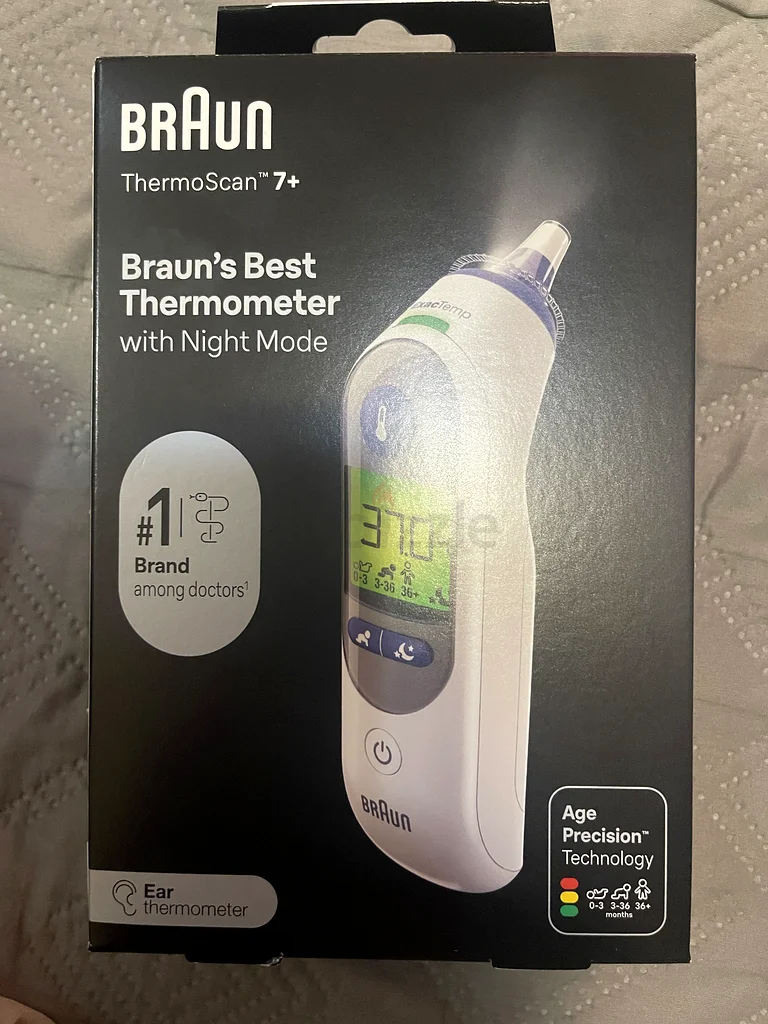 BRAUN
ThermoScan™ 7+
Braun's Best
Thermometer
with Night Mode
ExacTemp
37.0
0-3 3-36 36+
#1
Brand
among doctors¹
BRAUN
Age
Precision™
Technology
0-3 3-36 36+
months
Ear
thermometer